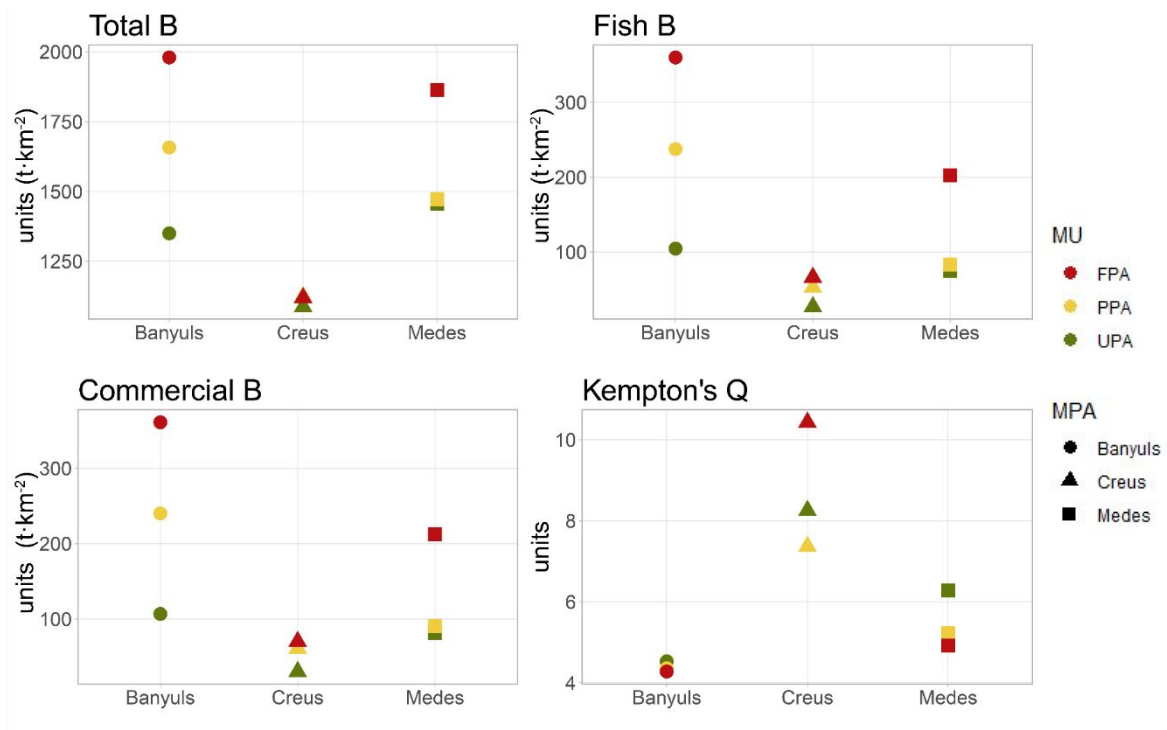 Total B
units (t·km⁻²)
2000
1750
1500
1250
Banyuls Creus Medes
Fish B
units (t·km⁻²)
300
200
100
Banyuls Creus Medes
Commercial B
units (t·km⁻²)
300
200
100
Banyuls Creus Medes
Kempton's Q
units
10
8
6
4
Banyuls Creus Medes
MU
FPA
PPA
UPA
MPA
Banyuls
Creus
Medes